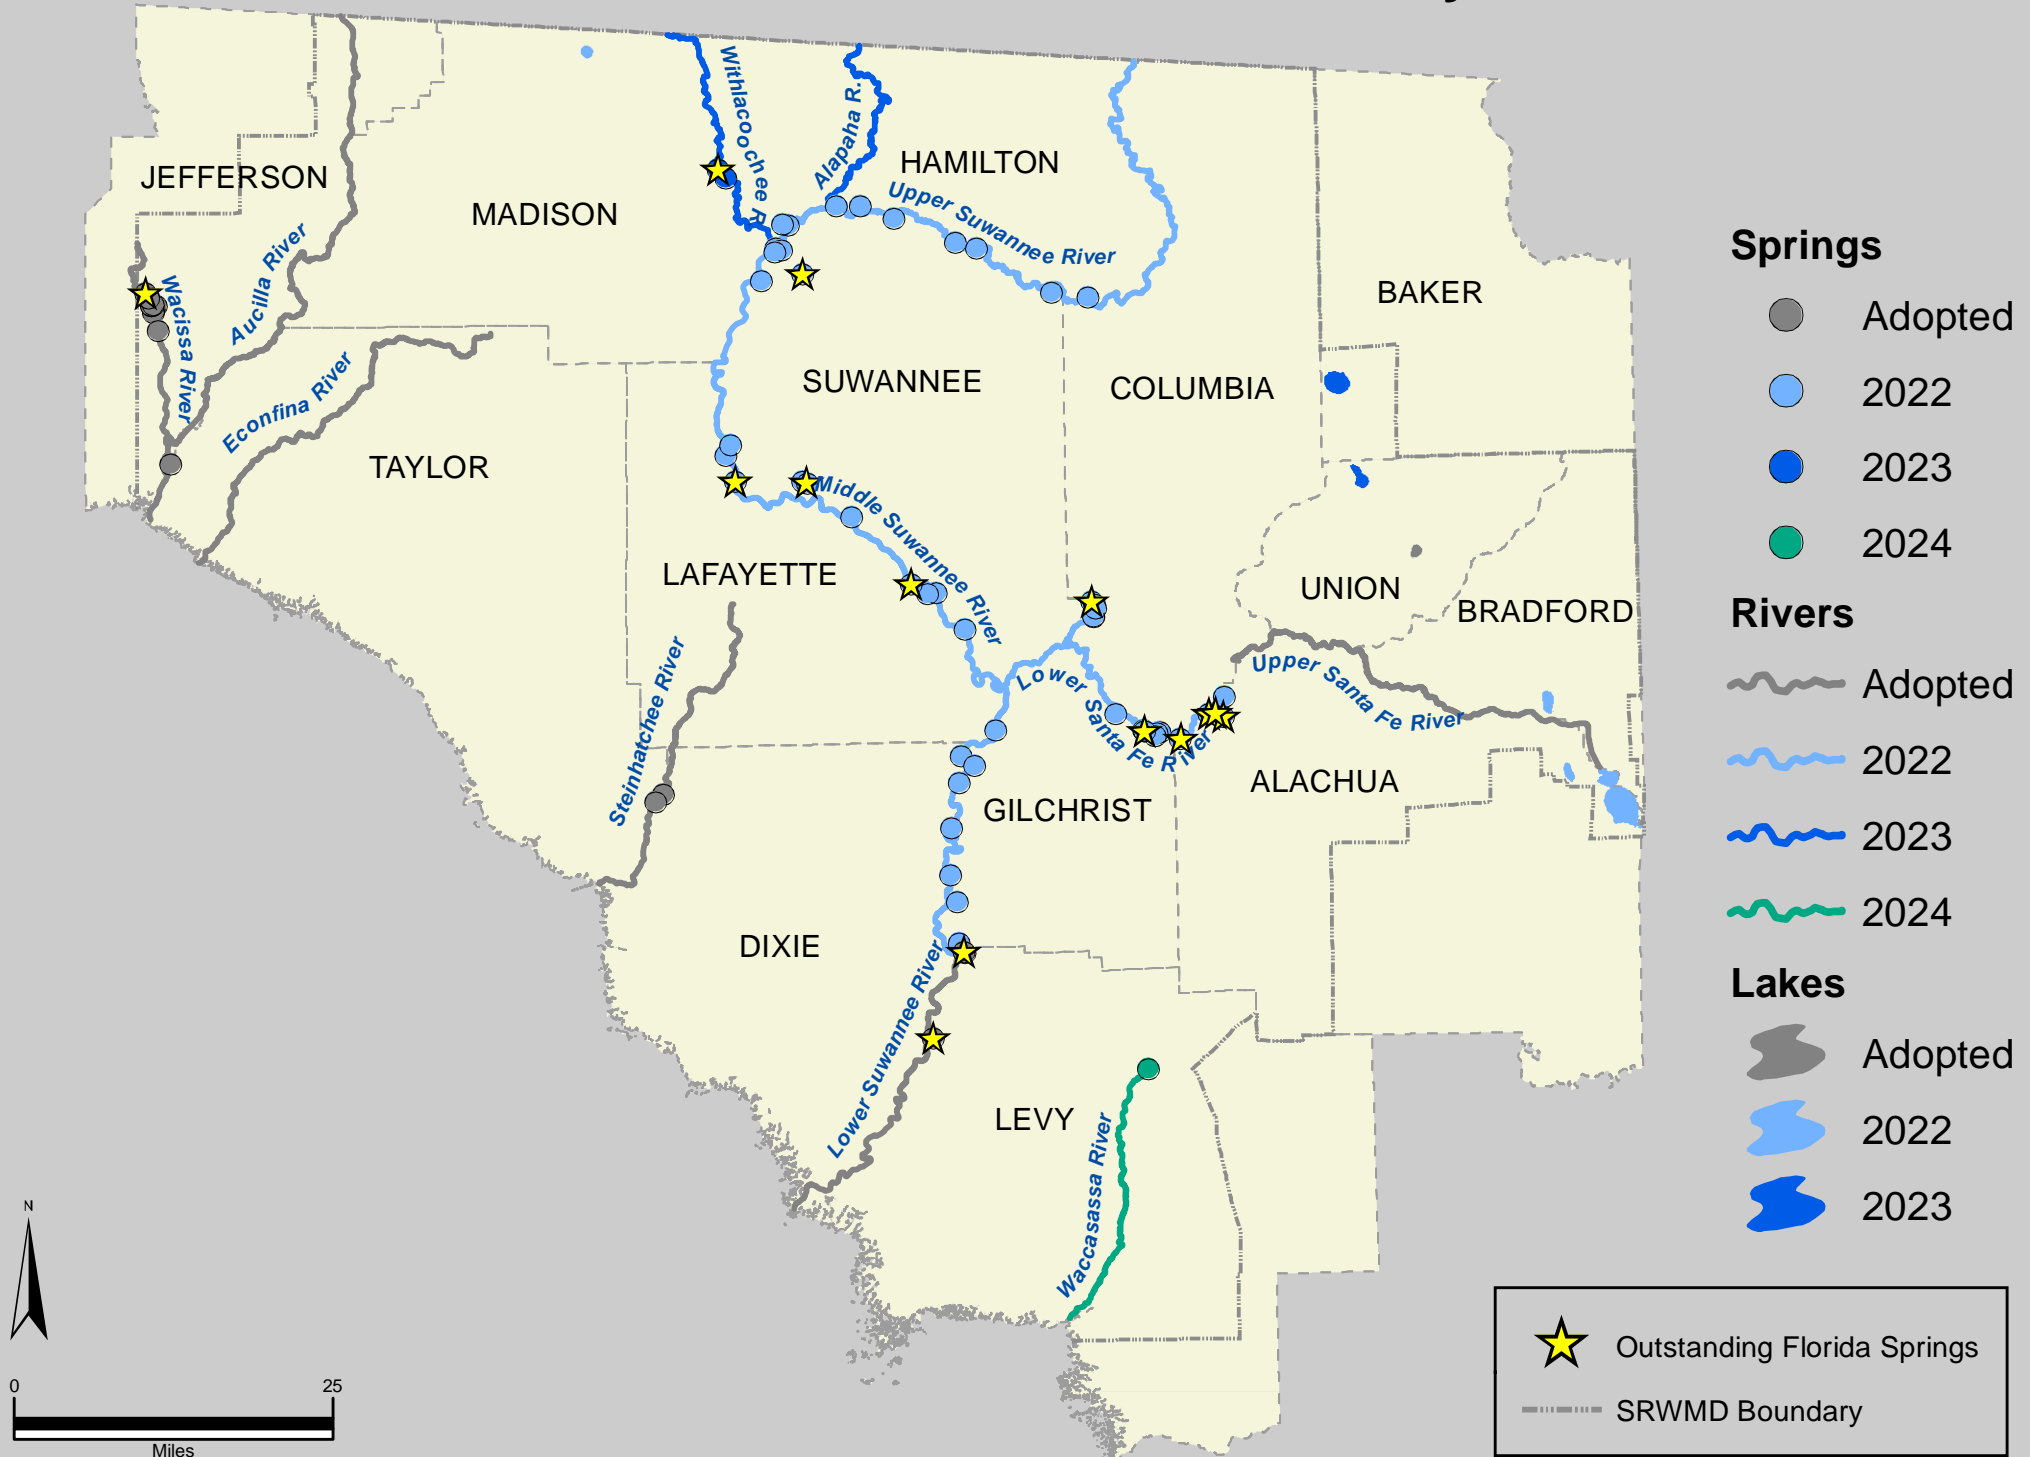 JEFFERSON
MADISON
HAMILTON
BAKER
SUWANNEE
COLUMBIA
TAYLOR
LAFAYETTE
UNION
BRADFORD
ALACHUA
GILCHRIST
DIXIE
LEVY
Withlacoochee R.
Alapaha R.
Upper Suwannee River
Aucilla River
Wacissa River
Econfina River
Middle Suwannee River
Steinhatchee River
Lower Santa Fe River
Upper Santa Fe River
Lower Suwannee River
Waccasassa River
Springs
Adopted
2022
2023
2024
Rivers
Adopted
2022
2023
2024
Lakes
Adopted
2022
2023
Outstanding Florida Springs
SRWMD Boundary
N
0 25
Miles